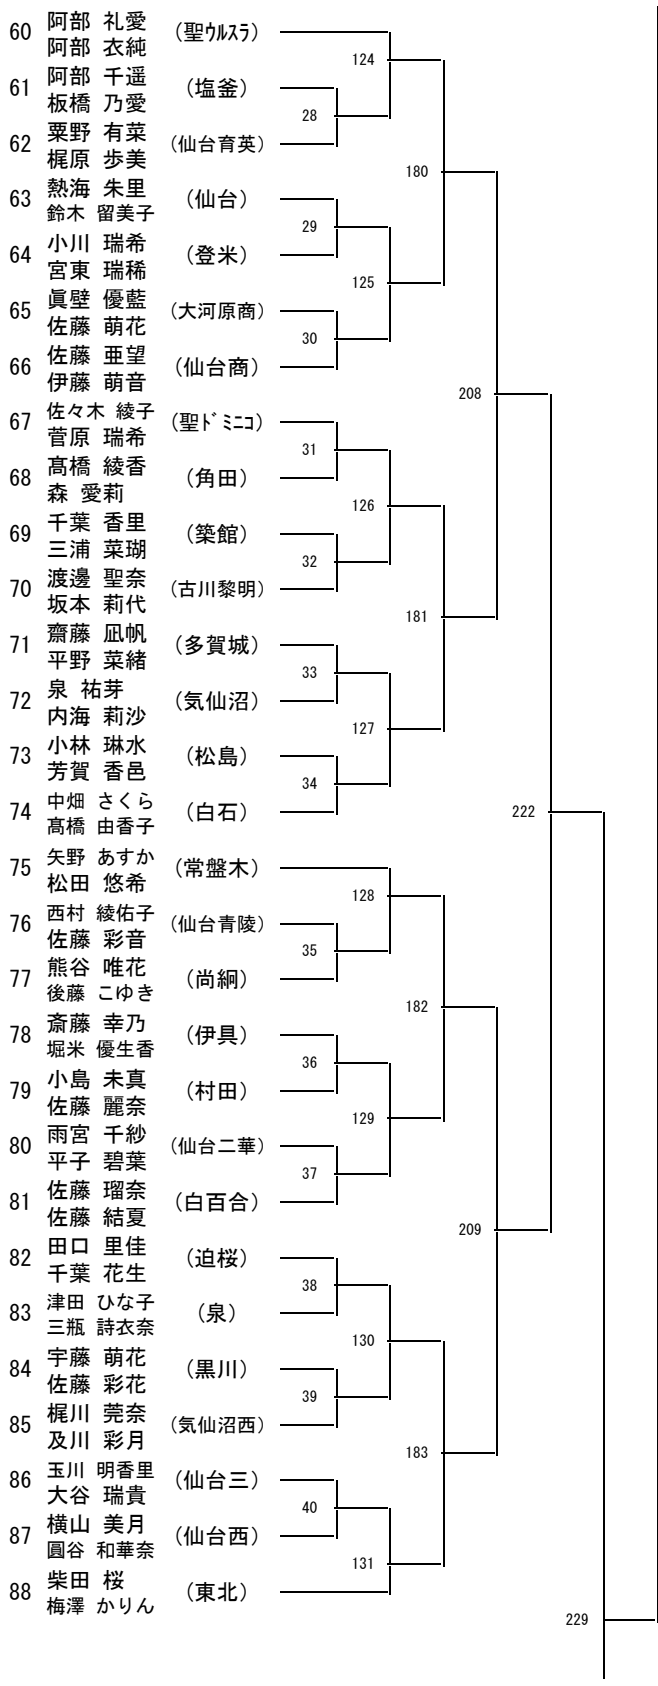 60 阿部 礼愛 (聖ウルスラ)
阿部 衣純
124
61 阿部 千遥 (塩釜)
板橋 乃愛
28
62 粟野 有菜 (仙台育英)
梶原 歩美
180
63 熱海 朱里 (仙台)
鈴木 留美子
29
64 小川 瑞希 (登米)
宮東 瑞稀
125
65 眞壁 優藍 (大河原商)
佐藤 萌花
30
66 佐藤 亜望 (仙台商)
伊藤 萌音
208
67 佐々木 綾子 (聖ドミニコ)
菅原 瑞希
31
68 髙橋 綾香 (角田)
森 愛莉
126
69 千葉 香里 (築館)
三浦 菜瑚
32
70 渡邊 聖奈 (古川黎明)
坂本 莉代
181
71 齋藤 凪帆 (多賀城)
平野 菜緒
33
72 泉 祐芽 (気仙沼)
内海 莉沙
127
73 小林 琳水 (松島)
芳賀 香邑
34
74 中畑 さくら (白石)
髙橋 由香子
222
75 矢野 あすか (常盤木)
松田 悠希
128
76 西村 綾佑子 (仙台青陵)
佐藤 彩音
35
77 熊谷 唯花 (尚絅)
後藤 こゆき
182
78 斎藤 幸乃 (伊具)
堀米 優生香
36
79 小島 未真 (村田)
佐藤 麗奈
129
80 雨宮 千紗 (仙台二華)
平子 碧葉
37
81 佐藤 瑠奈 (白百合)
佐藤 結夏
209
82 田口 里佳 (迫桜)
千葉 花生
38
83 津田 ひな子 (泉)
三瓶 詩衣奈
130
84 宇藤 萌花 (黒川)
佐藤 彩花
39
85 梶川 莞奈 (気仙沼西)
及川 彩月
183
86 玉川 明香里 (仙台三)
大谷 瑞貴
40
87 横山 美月 (仙台西)
圓谷 和華奈
131
88 柴田 桜 (東北)
梅澤 かりん
229